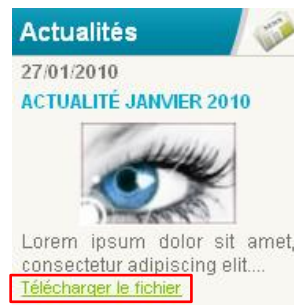 Actualités
27/01/2010
ACTUALITÉ JANVIER 2010
Lorem ipsum dolor sit amet,
consectetur adipiscing elit....
Télécharger le fichier